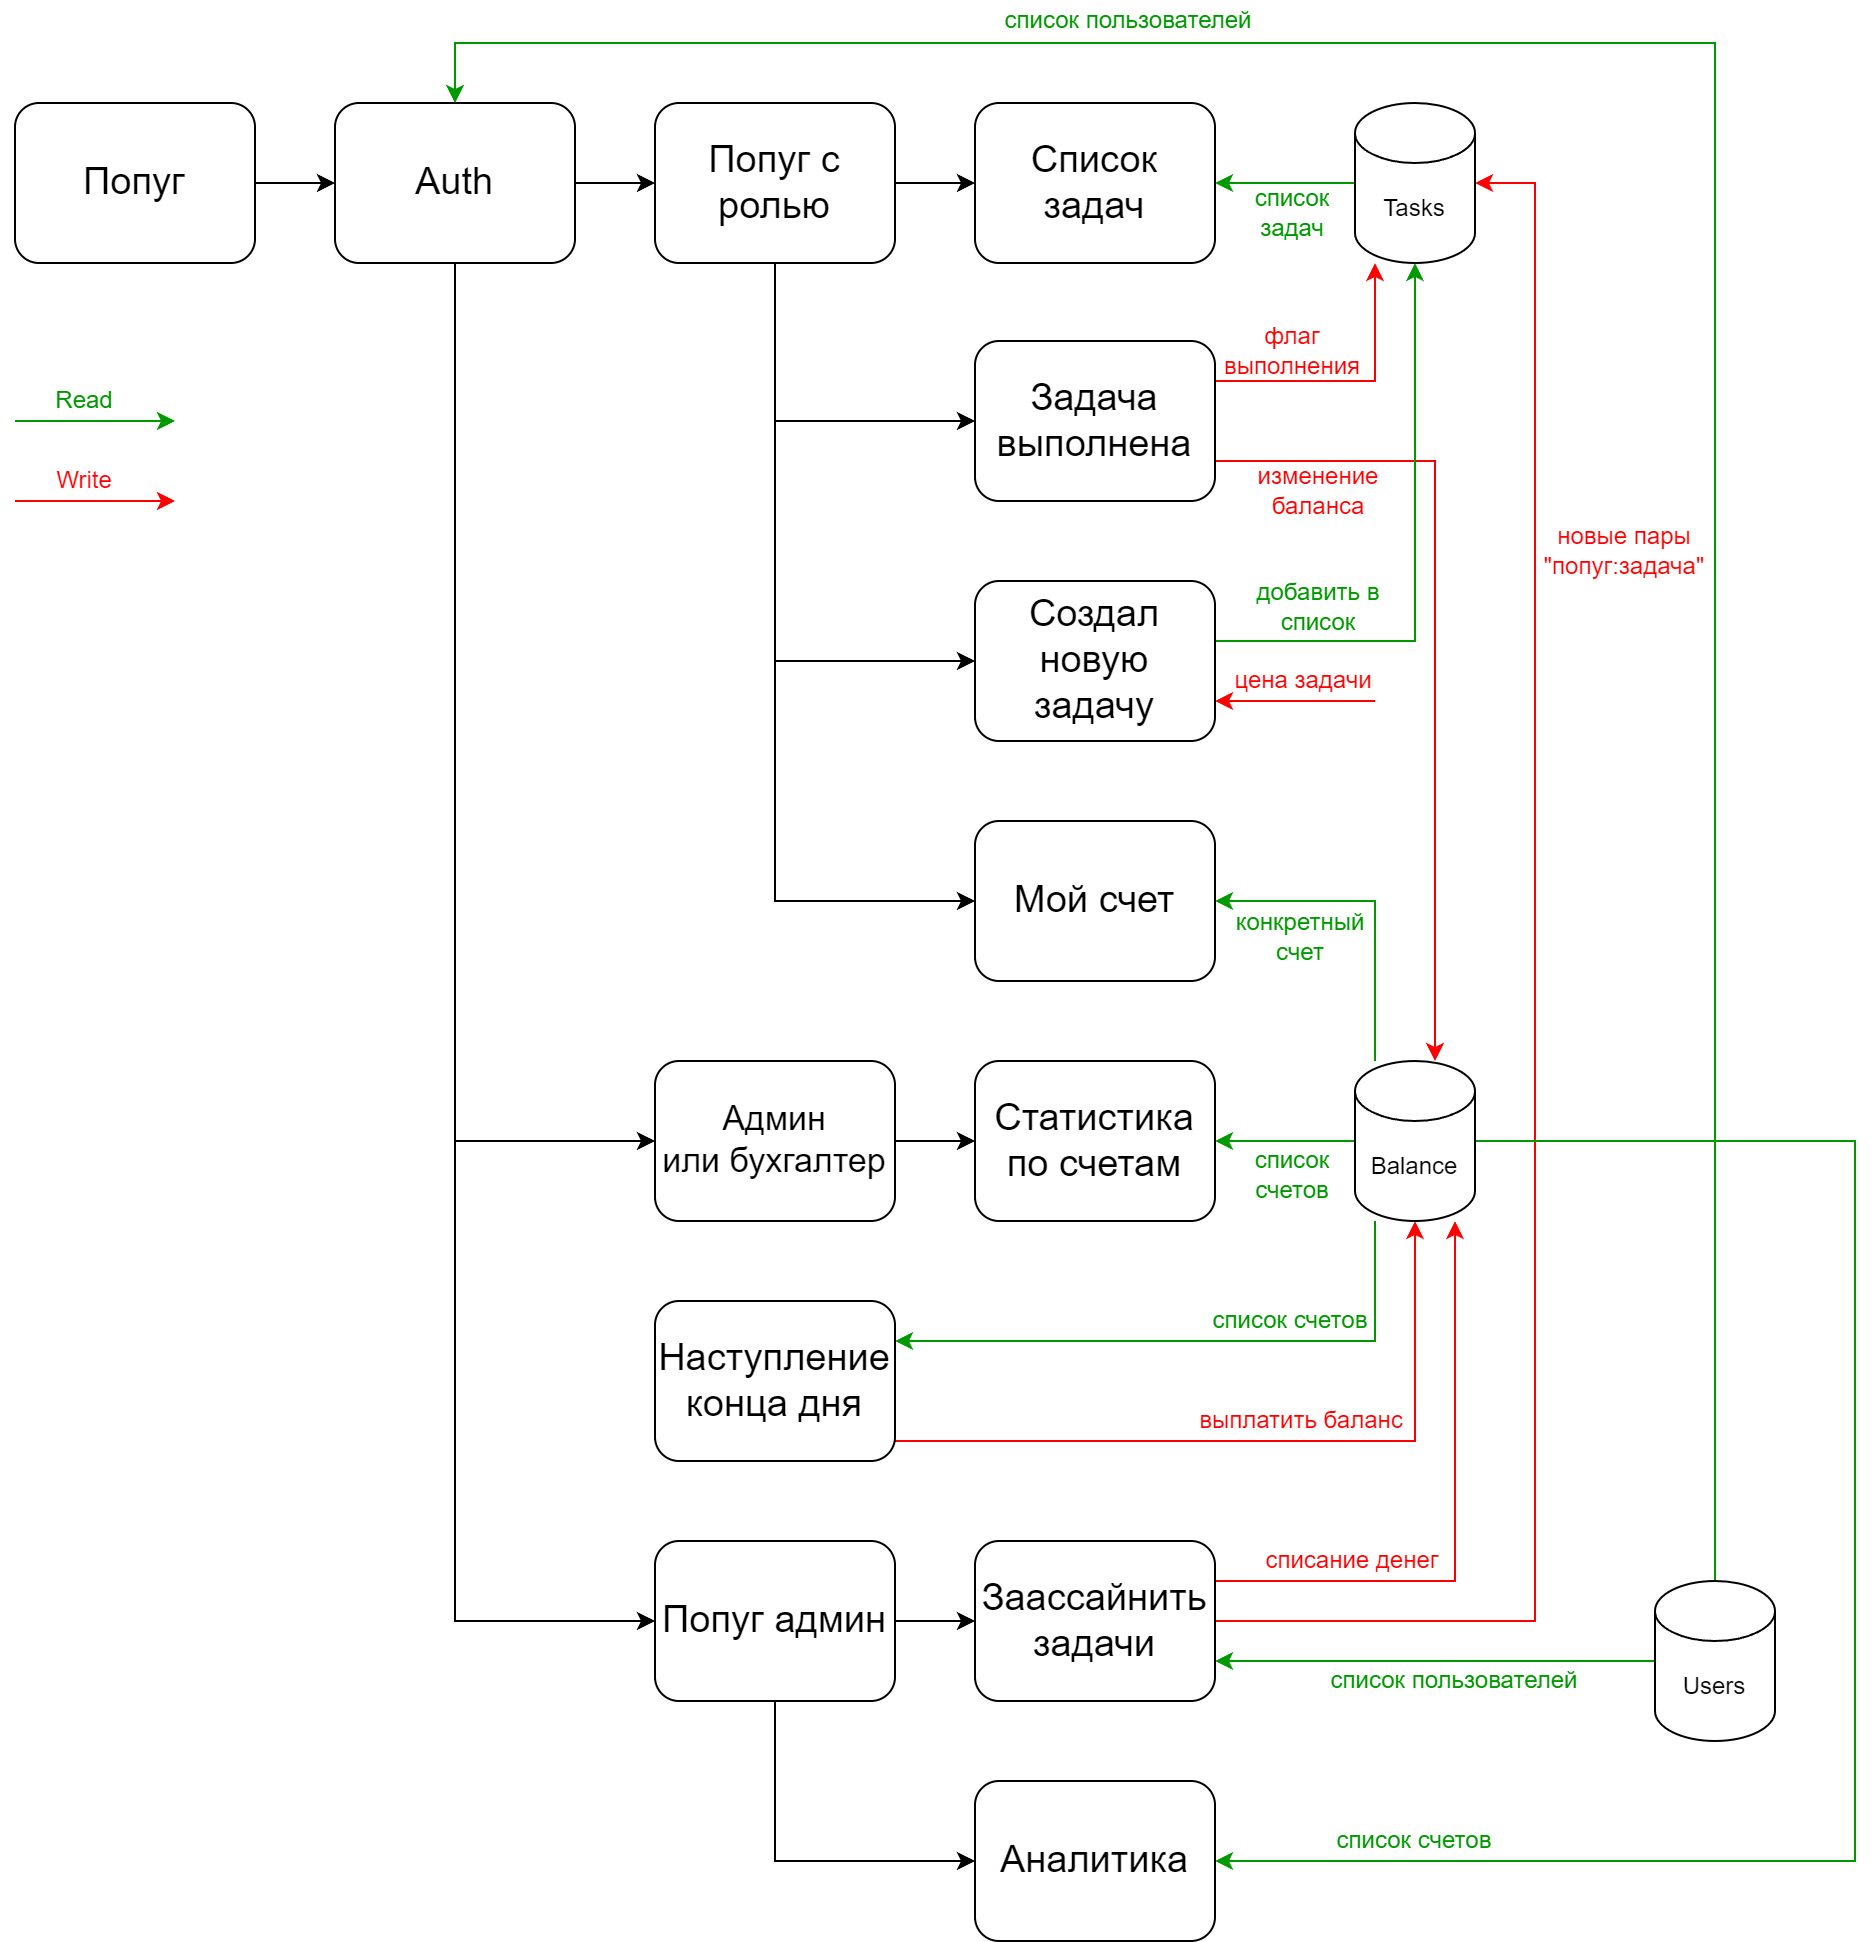 список пользователей
Попуг
Auth
Попуг с
ролью
Список
задач
список
задач
Tasks
Read
Write
флаг
выполнения
Задача
выполнена
изменение
баланса
новые пары
"попуг:задача"
Создал
новую
задачу
добавить в
список
цена задачи
Мой счет
конкретный
счет
Админ
или бухгалтер
Статистика
по счетам
список
счетов
Balance
Наступление
конца дня
список счетов
выплатить баланс
Попуг админ
Заассайнить
задачи
списание денег
список пользователей
Users
Аналитика
список счетов